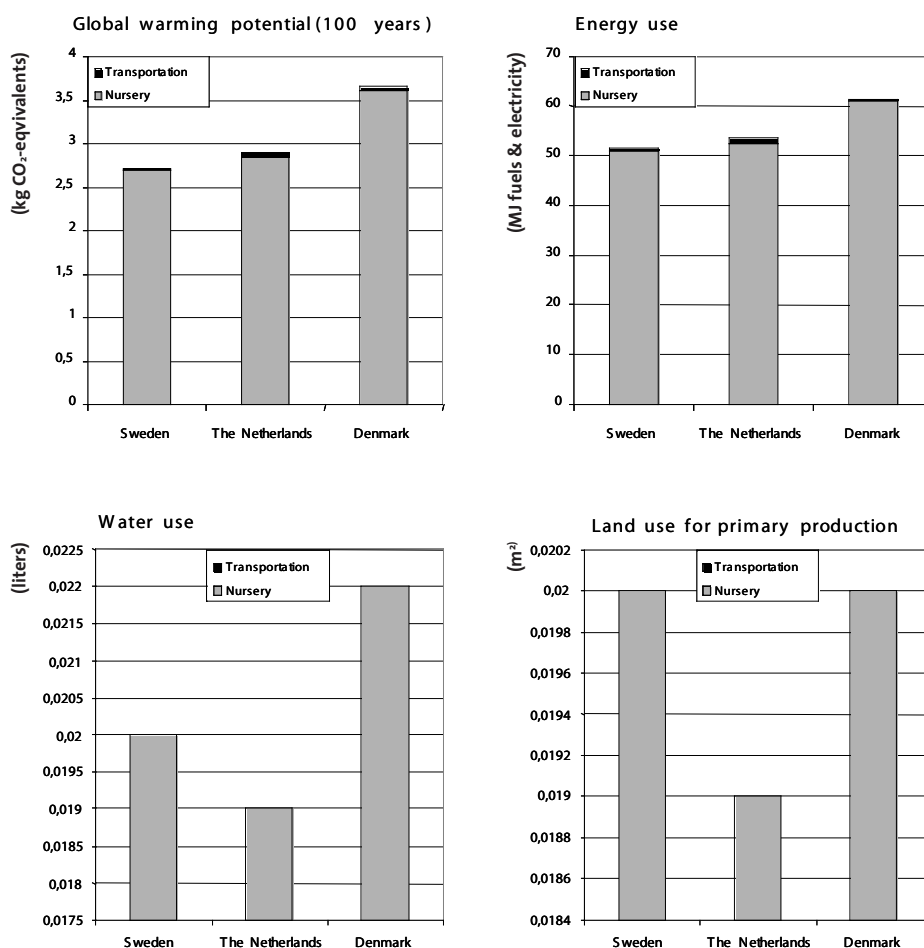 Global warming potential (100 years)
(kg CO₂-eqvivalents)
4
3,5
3
2,5
2
1,5
1
0,5
0
Transportation
Nursery
Sweden The Netherlands Denmark
Energy use
(MJ fuels & electricity)
70
60
50
40
30
20
10
0
Transportation
Nursery
Sweden The Netherlands Denmark
Water use
(liters)
0,0225
0,022
0,0215
0,021
0,0205
0,02
0,0195
0,019
0,0185
0,018
0,0175
Transportation
Nursery
Sweden The Netherlands Denmark
Land use for primary production
(m²)
0,0202
0,02
0,0198
0,0196
0,0194
0,0192
0,019
0,0188
0,0186
0,0184
Transportation
Nursery
Sweden The Netherlands Denmark